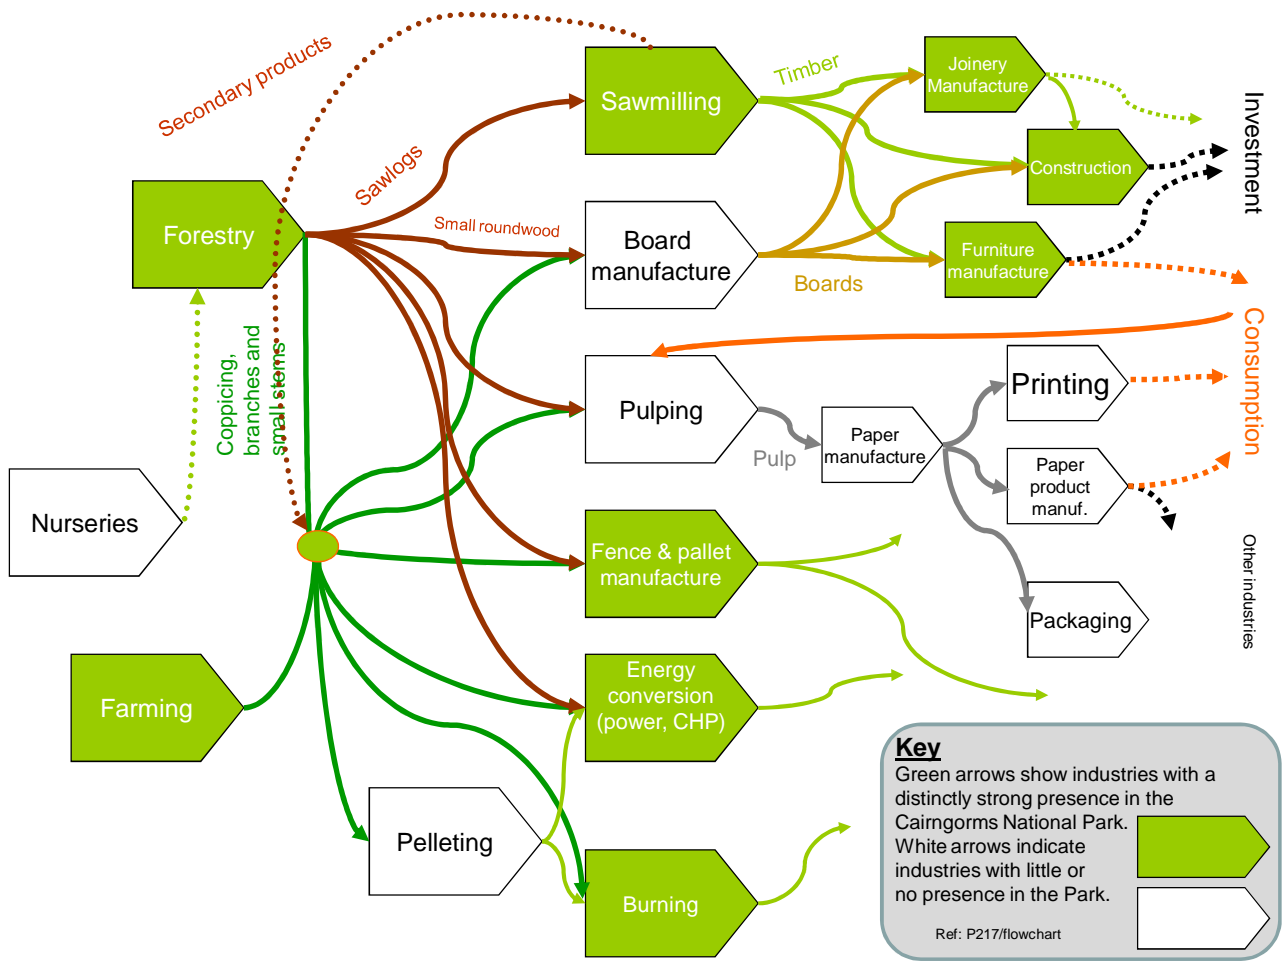 Secondary products
Sawlogs
Small roundwood
Coppicing,
branches and
small stems
Forestry
Nurseries
Farming
Pelleting
Sawmilling
Board
manufacture
Pulping
Fence & pallet
manufacture
Energy
conversion
(power, CHP)
Burning
Timber
Boards
Pulp
Joinery
Manufacture
Construction
Furniture
manufacture
Paper
manufacture
Printing
Paper
product
manuf.
Packaging
Investment
Consumption
Other industries
Key
Green arrows show industries with a
distinctly strong presence in the
Cairngorms National Park.
White arrows indicate
industries with little or
no presence in the Park.
Ref: P217/flowchart